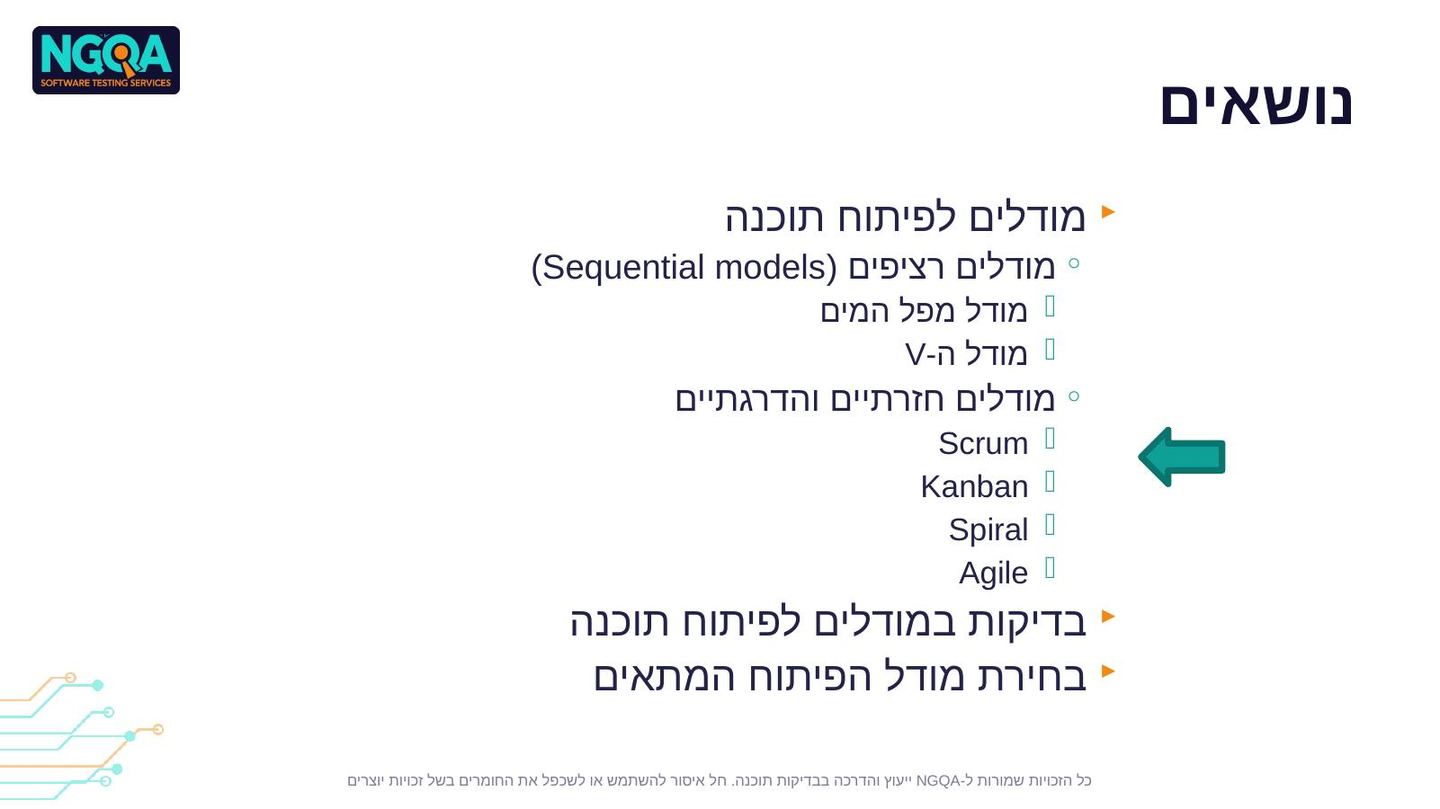 NGQA
SOFTWARE TESTING SERVICES
נושאים
מודלים לפיתוח תוכנה
מודלים רציפים (Sequential models)
מודל מפל המים
מודל ה-V
מודלים חזרתיים והדרגתיים
Scrum
Kanban
Spiral
Agile
בדיקות במודלים לפיתוח תוכנה
בחירת מודל הפיתוח המתאים
כל הזכויות שמורות ל-NGQA ייעוץ והדרכה בבדיקות תוכנה. חל איסור להשתמש או לשכפל את החומרים בשל זכויות יוצרים